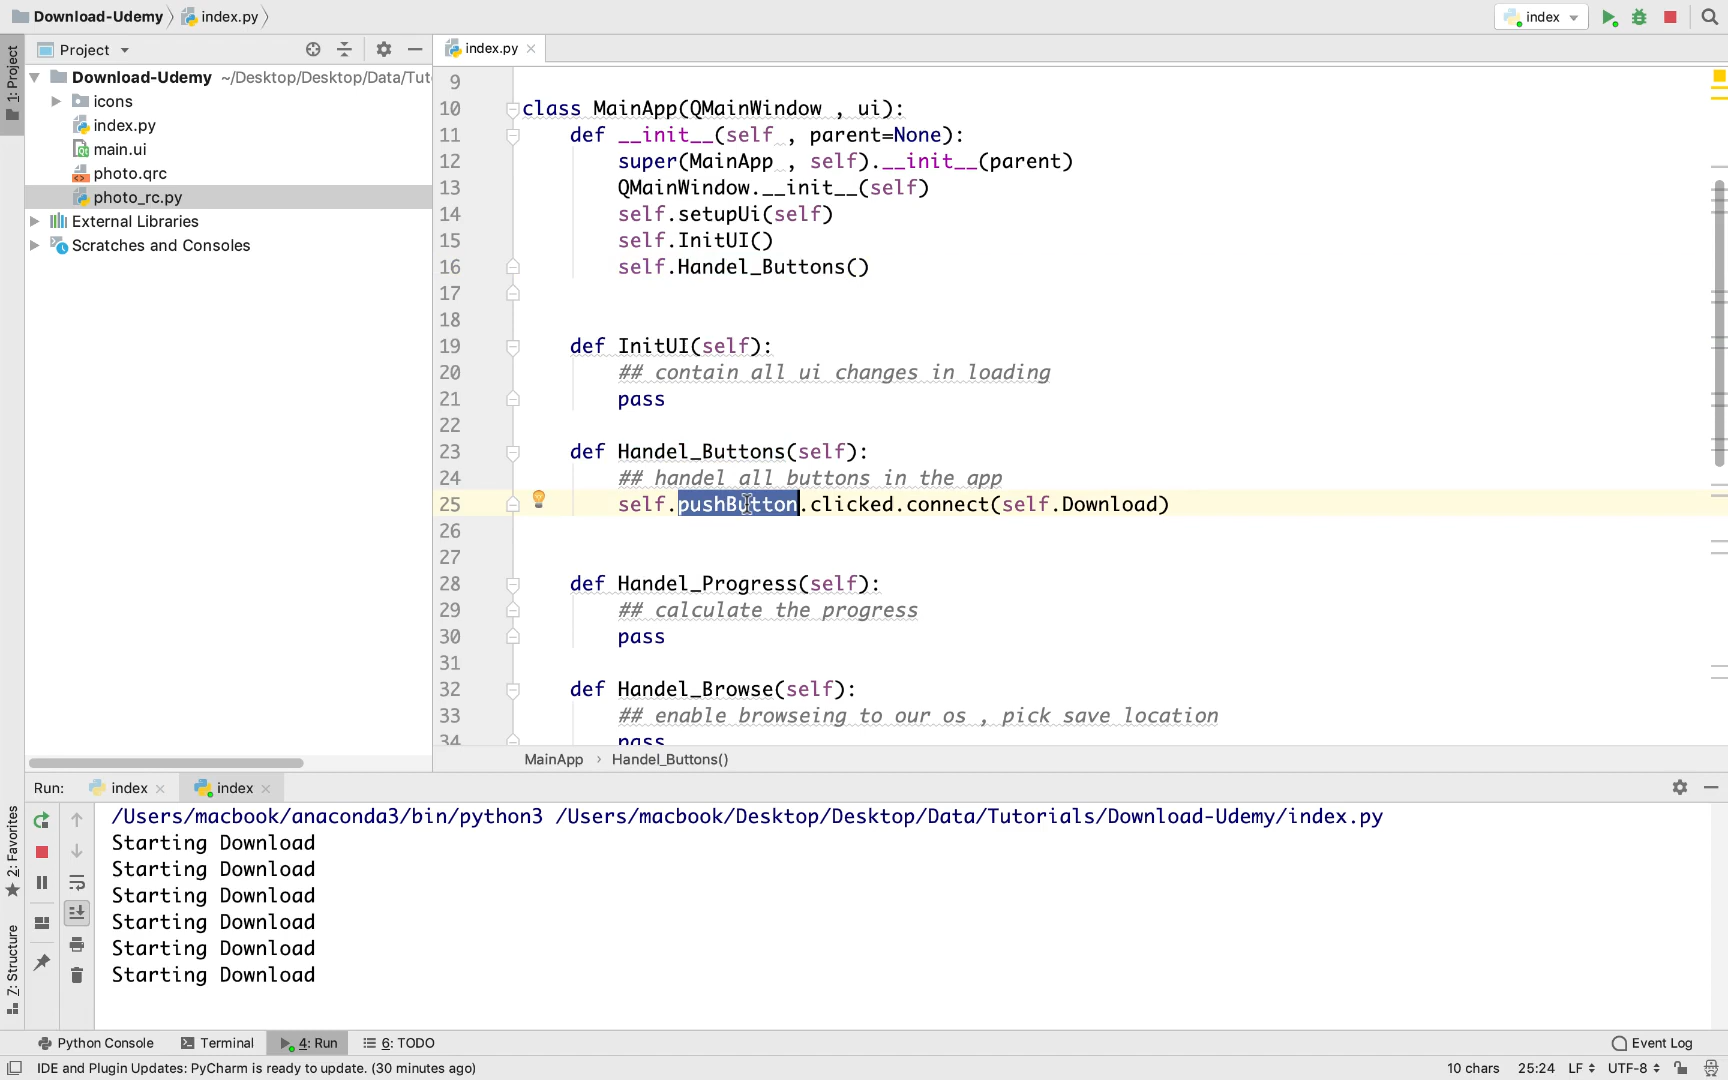 Download-Udemy index.py index
Project index.py
1: Project
Download-Udemy ~/Desktop/Desktop/Data/Tut
icons
index.py
main.ui
photo.qrc
photo_rc.py
External Libraries
Scratches and Consoles
9
10 class MainApp(QMainWindow , ui):
11 def __init__(self , parent=None):
12 super(MainApp , self).__init__(parent)
13 QMainWindow.__init__(self)
14 self.setupUi(self)
15 self.InitUI()
16 self.Handel_Buttons()
17
18
19 def InitUI(self):
20 ## contain all ui changes in loading
21 pass
22
23 def Handel_Buttons(self):
24 ## handel all buttons in the app
25 self.pushButton.clicked.connect(self.Download)
26
27
28 def Handel_Progress(self):
29 ## calculate the progress
30 pass
31
32 def Handel_Browse(self):
33 ## enable browseing to our os , pick save location
34 pass
MainApp › Handel_Buttons()
Run: index index
2: Favorites
7: Structure
/Users/macbook/anaconda3/bin/python3 /Users/macbook/Desktop/Desktop/Data/Tutorials/Download-Udemy/index.py
Starting Download
Starting Download
Starting Download
Starting Download
Starting Download
Starting Download
Python Console Terminal 4: Run 6: TODO Event Log
IDE and Plugin Updates: PyCharm is ready to update. (30 minutes ago) 10 chars 25:24 LF UTF-8